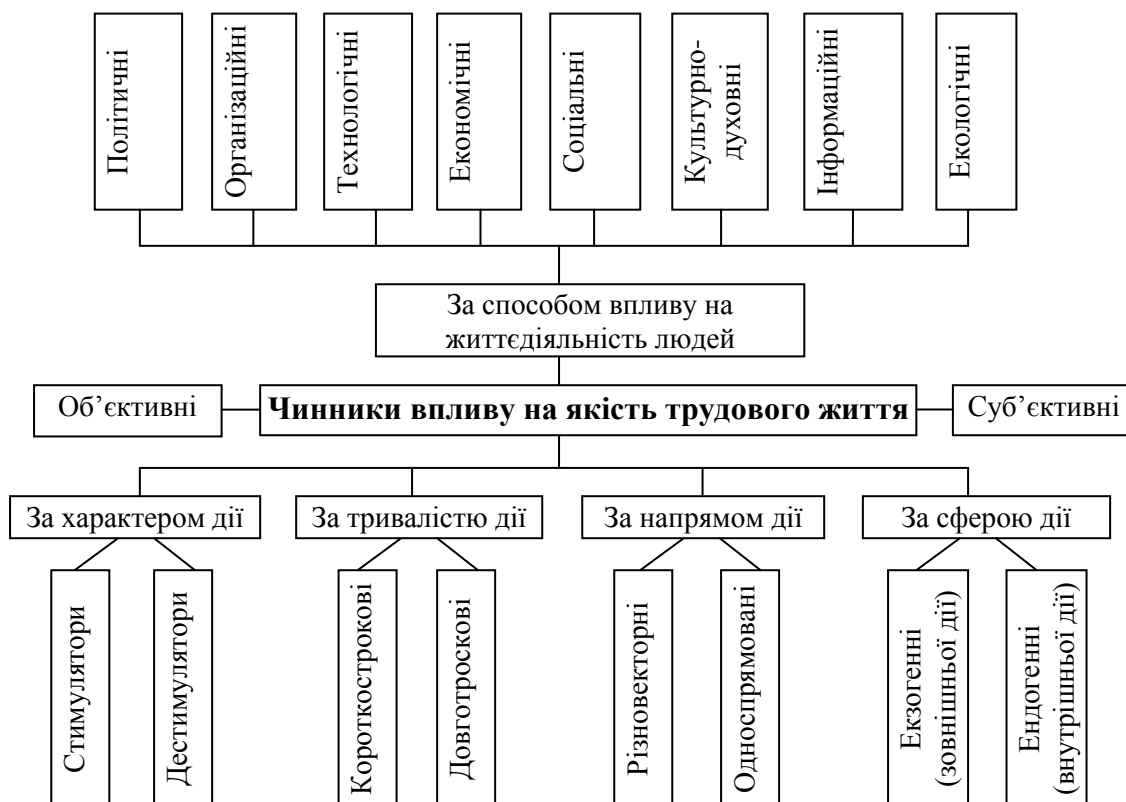 Політичні
Організаційні
Технологічні
Економічні
Соціальні
Культурно-
духовні
Інформаційні
Екологічні
За способом впливу на
життєдіяльність людей
Об’єктивні
Чинники впливу на якість трудового життя
Суб’єктивні
За характером дії
За тривалістю дії
За напрямом дії
За сферою дії
Стимулятори
Дестимулятори
Короткострокові
Довготроскові
Різновекторні
Односпрямовані
Екзогенні
(зовнішньої дії)
Ендогенні
(внутрішньої дії)